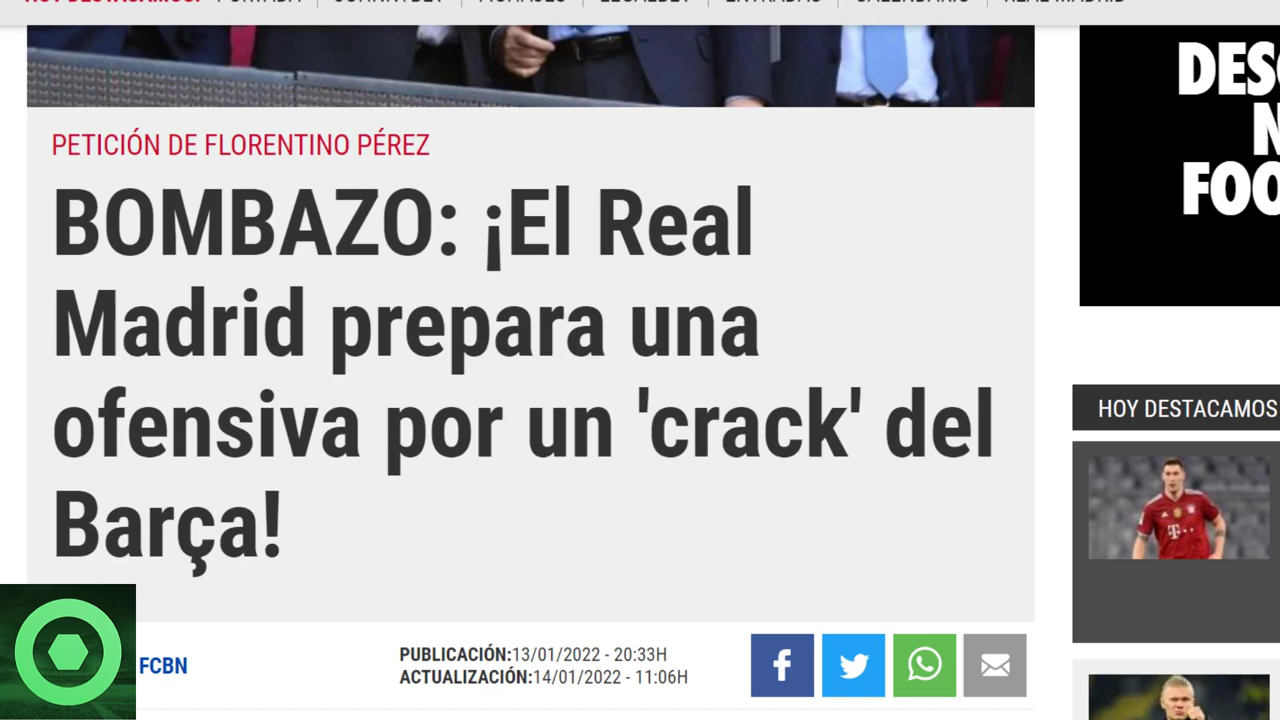 PETICIÓN DE FLORENTINO PÉREZ
BOMBAZO: ¡El Real
Madrid prepara una
ofensiva por un 'crack' del
Barça!
FCBN
PUBLICACIÓN:13/01/2022 - 20:33H
ACTUALIZACIÓN:14/01/2022 - 11:06H
HOY DESTACAMOS